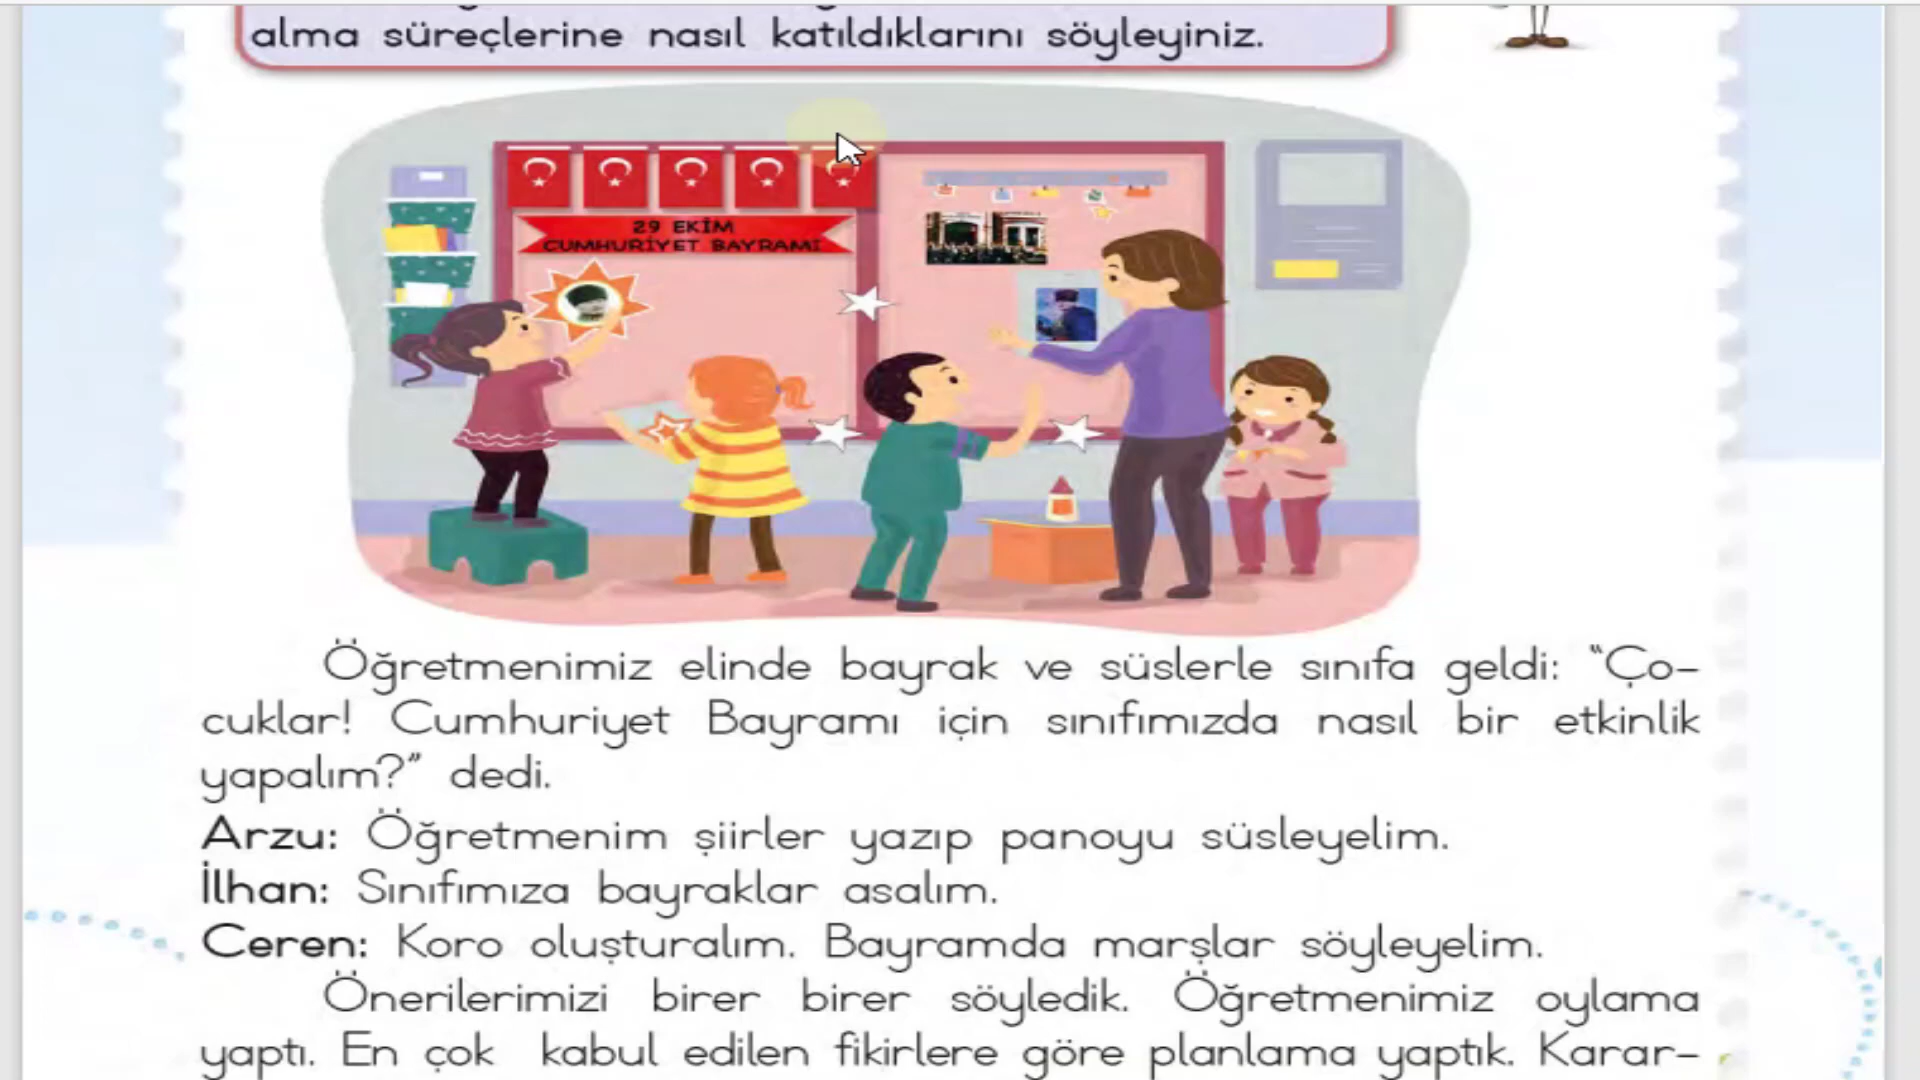 alma süreçlerine nasıl katıldıklarını söyleyiniz.
29 EKİM
CUMHURİYET BAYRAMI
Öğretmenimiz elinde bayrak ve süslerle sınıfa geldi: “Ço-
cuklar! Cumhuriyet Bayramı için sınıfımızda nasıl bir etkinlik
yapalım?” dedi.
Arzu: Öğretmenim şiirler yazıp panoyu süsleyelim.
İlhan: Sınıfımıza bayraklar asalım.
Ceren: Koro oluşturalım. Bayramda marşlar söyleyelim.
Önerilerimizi birer birer söyledik. Öğretmenimiz oylama
yaptı. En çok kabul edilen fikirlere göre planlama yaptık. Karar-